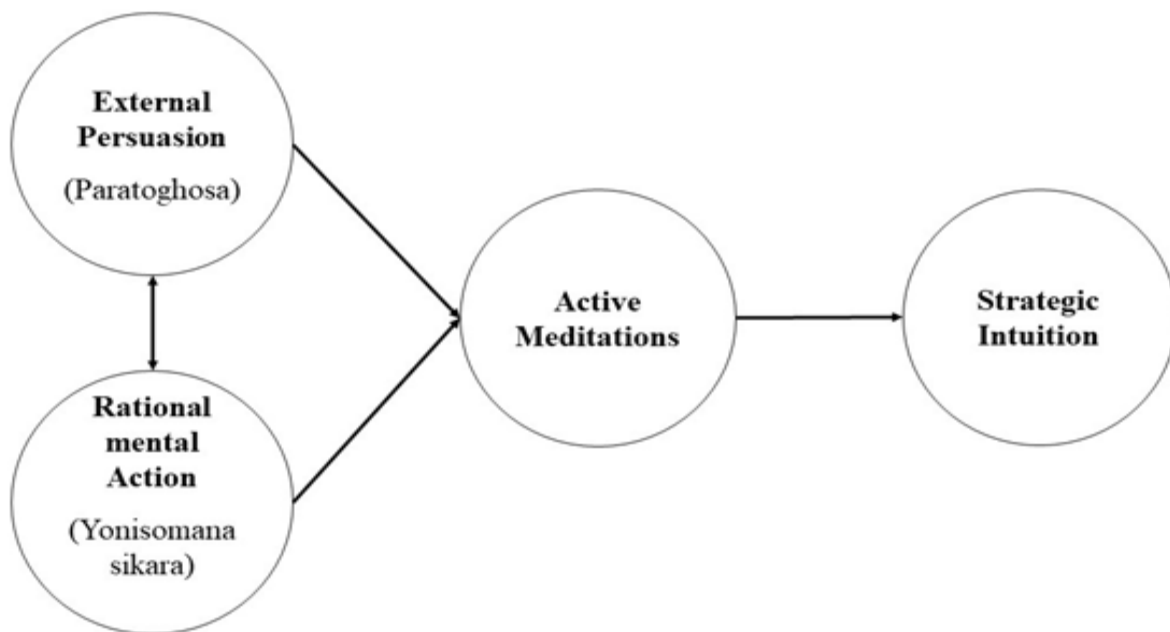 External
Persuasion
(Paratoghosa)
Rational
mental
Action
(Yonisomana
sikara)
Active
Meditations
Strategic
Intuition